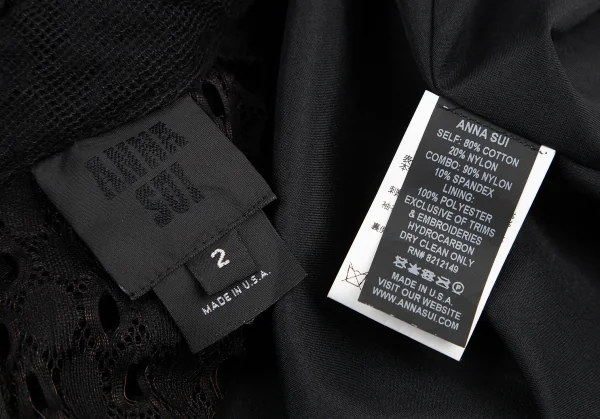 ANNA
SUI
2
MADE IN U.S.A.
ANNA SUI
SELF: 80% COTTON
20% NYLON
COMBO: 90% NYLON
10% SPANDEX
LINING:
100% POLYESTER
EXCLUSIVE OF TRIMS
& EMBROIDERIES
HYDROCARBON
DRY CLEAN ONLY
RN# 8212149
MADE IN U.S.A.
VISIT OUR WEBSITE
WWW.ANNASUI.COM